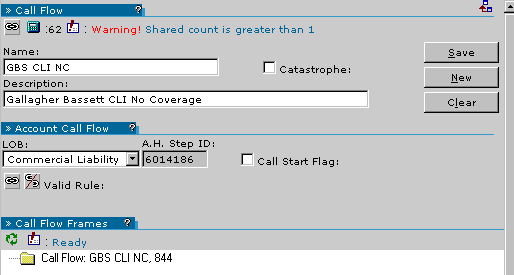 » Call Flow ?
:62 : Warning! Shared count is greater than 1
Name:
GBS CLI NC
Catastrophe:
Description:
Gallagher Bassett CLI No Coverage
Save
New
Clear
» Account Call Flow ?
LOB: A.H. Step ID:
Commercial Liability 6014186 Call Start Flag:
Valid Rule:
» Call Flow Frames ?
: Ready
Call Flow: GBS CLI NC, 844